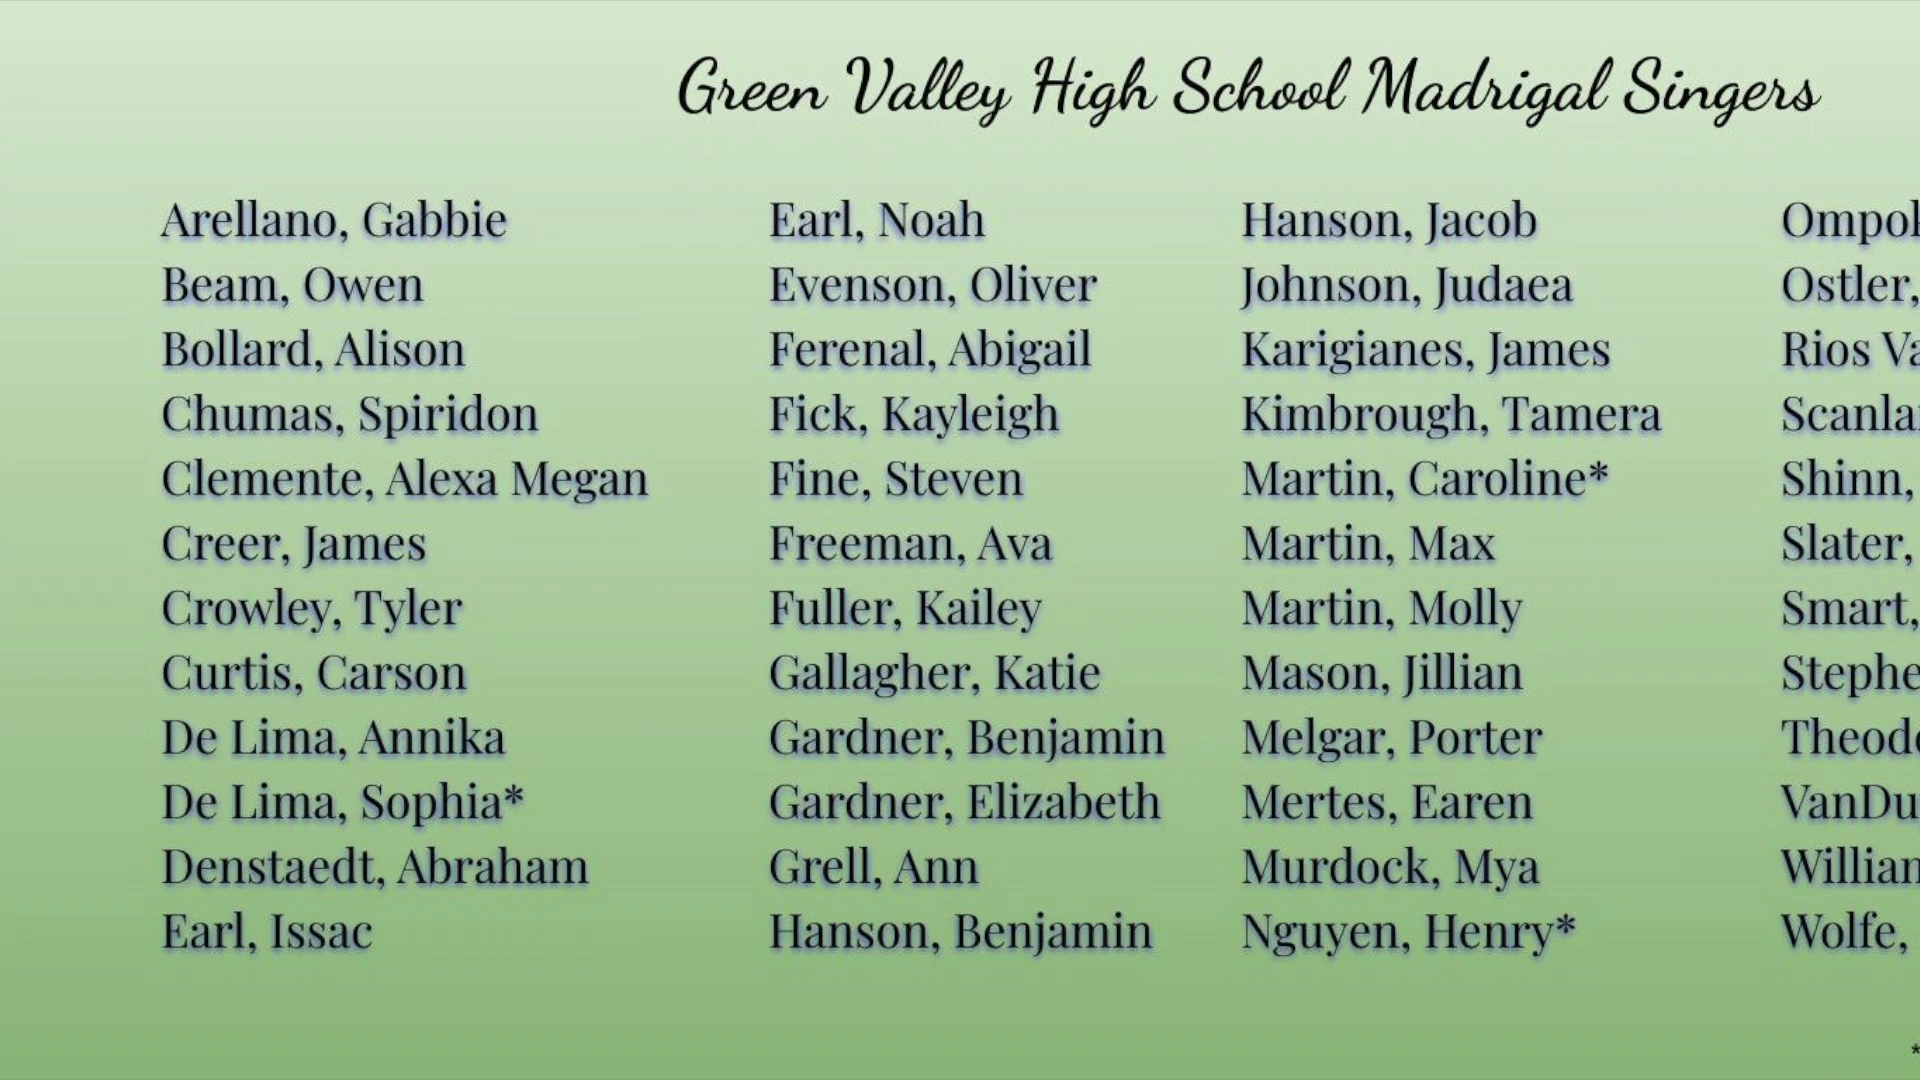 Green Valley High School Madrigal Singers
Arellano, Gabbie
Beam, Owen
Bollard, Alison
Chumas, Spiridon
Clemente, Alexa Megan
Creer, James
Crowley, Tyler
Curtis, Carson
De Lima, Annika
De Lima, Sophia*
Denstaedt, Abraham
Earl, Issac
Earl, Noah
Evenson, Oliver
Ferenal, Abigail
Fick, Kayleigh
Fine, Steven
Freeman, Ava
Fuller, Kailey
Gallagher, Katie
Gardner, Benjamin
Gardner, Elizabeth
Grell, Ann
Hanson, Benjamin
Hanson, Jacob
Johnson, Judaea
Karigianes, James
Kimbrough, Tamera
Martin, Caroline*
Martin, Max
Martin, Molly
Mason, Jillian
Melgar, Porter
Mertes, Earen
Murdock, Mya
Nguyen, Henry*
Ostler,
Rios
Shinn,
Slater,
Smart,
Wolfe,
*